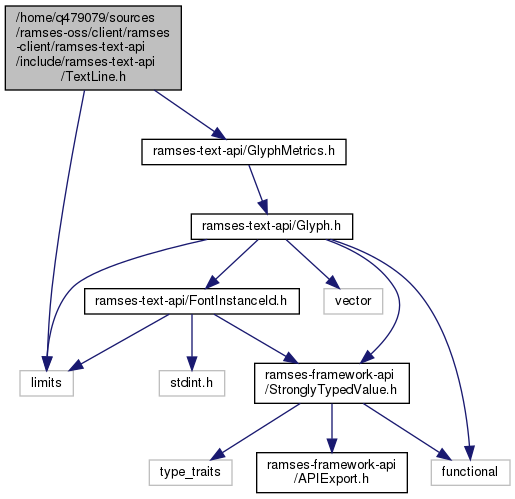 /home/q479079/sources
/ramses-oss/client/ramses
-client/ramses-text-api
/include/ramses-text-api
/TextLine.h
ramses-text-api/GlyphMetrics.h
ramses-text-api/Glyph.h
ramses-text-api/FontInstanceId.h
vector
limits
stdint.h
ramses-framework-api
/StronglyTypedValue.h
type_traits
ramses-framework-api
/APIExport.h
functional